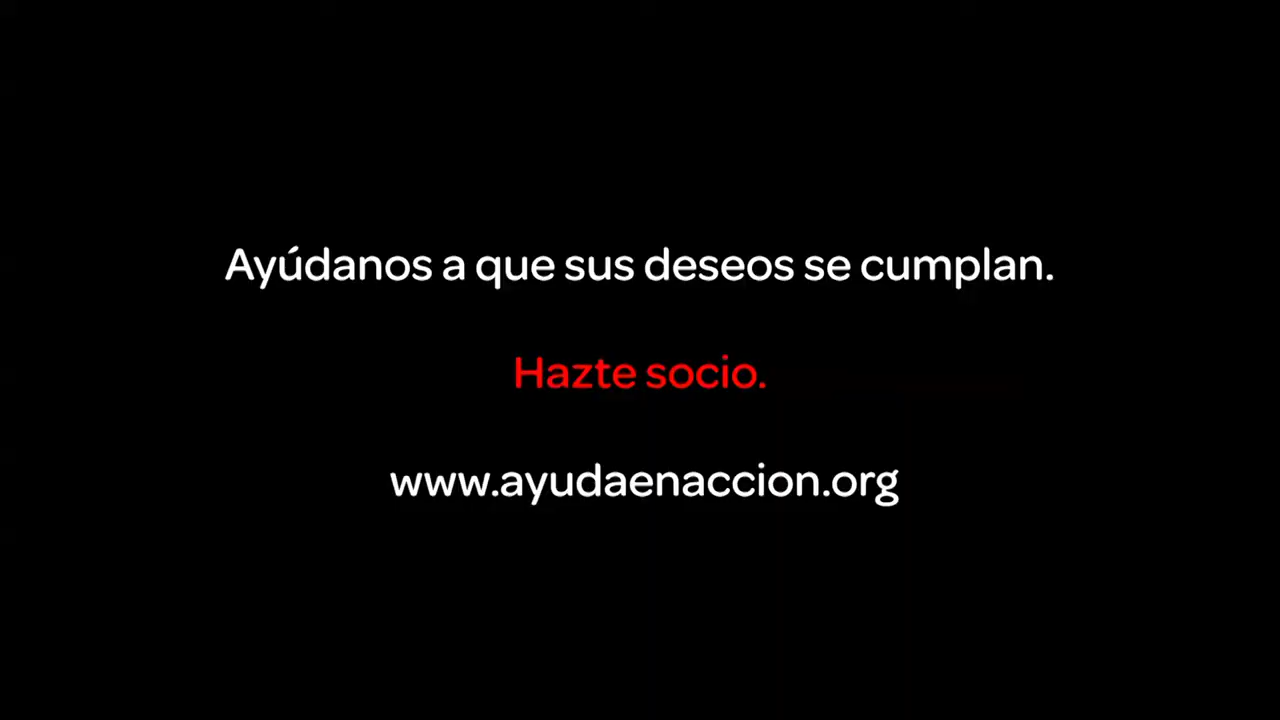 Ayúdanos a que sus deseos se cumplan.
Hazte socio.
www.ayudaenaccion.org